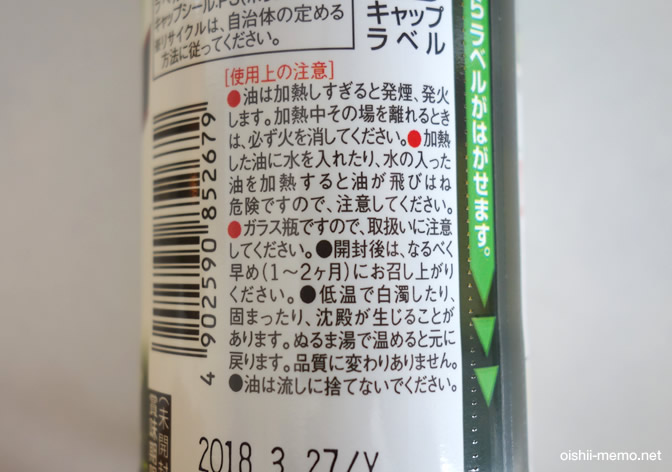 キャップシール:PS
※リサイクルは、自治体の定める
方法に従ってください。
キャップ
ラベル
らラベルがはがせます。
[使用上の注意]
●油は加熱しすぎると発煙、発火
します。加熱中その場を離れるとき
は、必ず火を消してください。●加熱
した油に水を入れたり、水の入った
油を加熱すると油が飛びはね
危険ですので、注意してください。
●ガラス瓶ですので、取扱いに注意
してください。●開封後は、なるべく
早め(1～2ヶ月)にお召し上がり
ください。●低温で白濁したり、
固まったり、沈殿が生じることが
あります。ぬるま湯で温めると元に
戻ります。品質に変わりありません。
●油は流しに捨てないでください。
4 902590 852679
(未開封
賞味期
2018.3.27/Y
oishii-memo.net